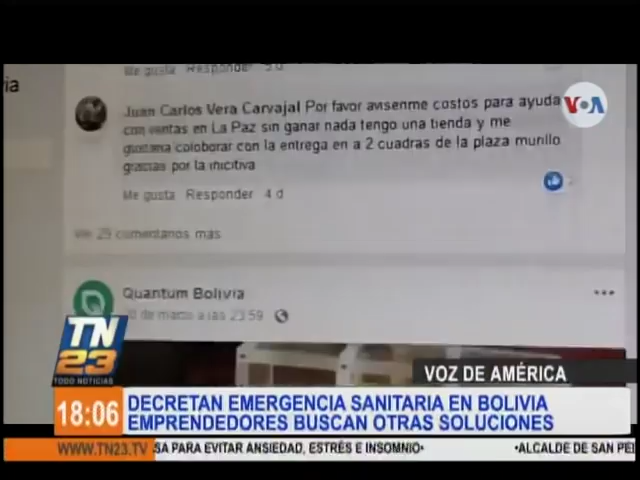 Me gusta Responder 5 d
ia
Juan Carlos Vera Carvajal Por favor avisenme costos para ayuda
con ventas en La Paz sin ganar nada tengo una tienda y me
gustaria coloborar con la entrega en a 2 cuadras de la plaza murillo
gracias por la inicitiva
Me gusta Responder 4 d
VOA
Ver 29 comentarios más
Quantum Bolivia
de marzo a las 23:59
TN
23
TODO NOTICIAS
VOZ DE AMÉRICA
18:06
DECRETAN EMERGENCIA SANITARIA EN BOLIVIA
EMPRENDEDORES BUSCAN OTRAS SOLUCIONES
WWW.TN23.TV
SA PARA EVITAR ANSIEDAD, ESTRÉS E INSOMNIO•
•ALCALDE DE SAN PE